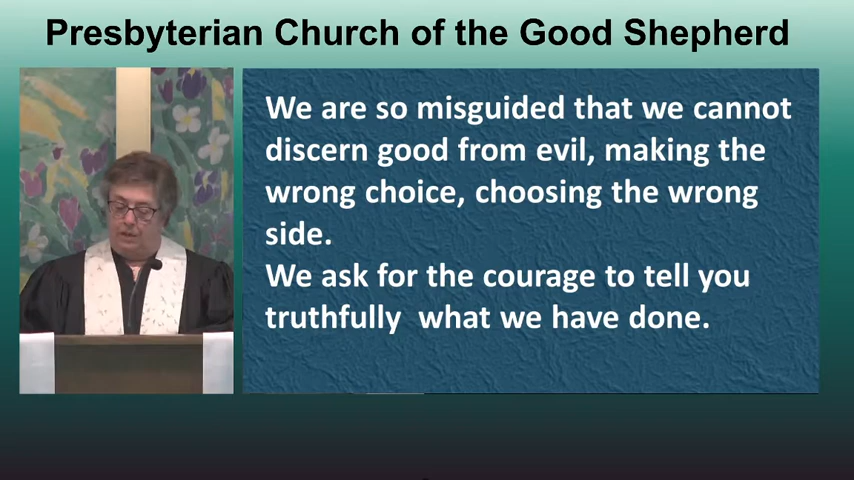 Presbyterian Church of the Good Shepherd
We are so misguided that we cannot
discern good from evil, making the
wrong choice, choosing the wrong
side.
We ask for the courage to tell you
truthfully  what we have done.